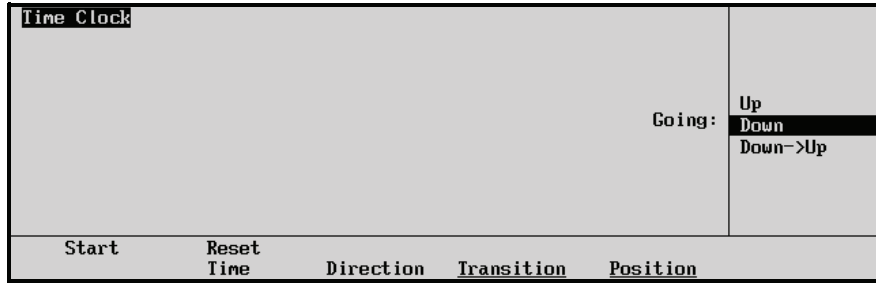 Time Clock
Up
Going: Down
Down->Up
Start Reset
Time Direction Transition Position